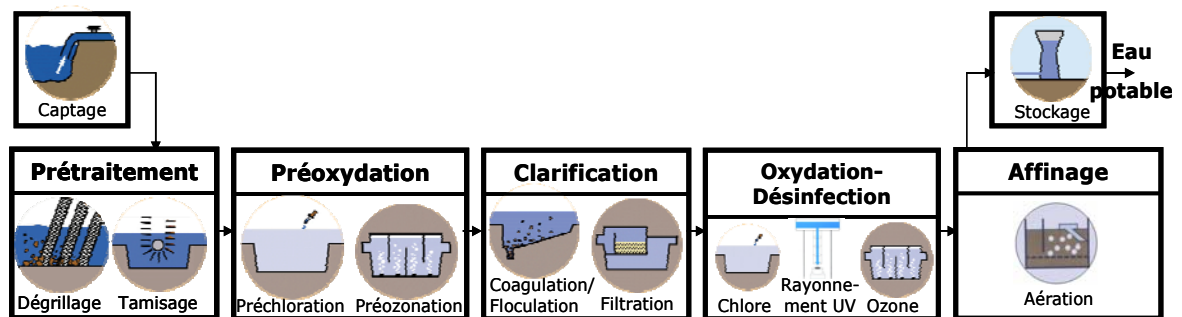 Captage
Stockage
Eau
potable
Prétraitement
Dégrillage
Tamisage
Préoxydation
Préchloration
Préozonation
Clarification
Coagulation/
Floculation
Filtration
Oxydation-
Désinfection
Chlore
Rayonne-
ment UV
Ozone
Affinage
Aération